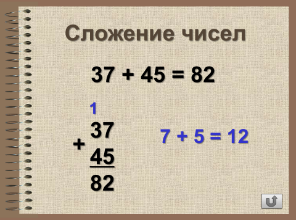 Сложение чисел
37 + 45 = 82
1
37
+
45
82
7 + 5 = 12